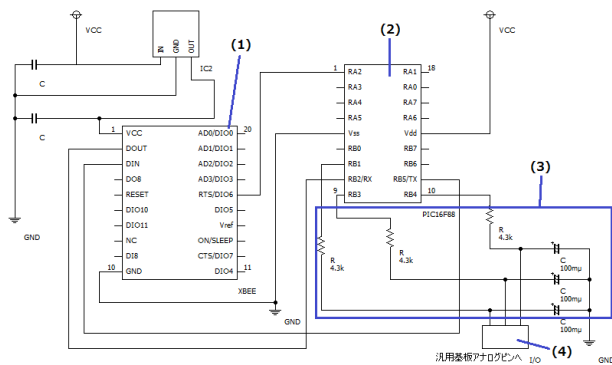 VCC
IN
GND
OUT
IC2
C
C
GND
(1)
1
VCC
DOUT
DIN
DO8
RESET
DIO10
DIO11
NC
DI8
10
GND
AD0/DIO0
20
AD1/DIO1
AD2/DIO2
AD3/DIO3
RTS/DIO6
DIO5
Vref
ON/SLEEP
CTS/DIO7
DIO4
11
XBEE
GND
(2)
VCC
1
RA2
RA3
RA4
RA5
Vss
RB0
RB1
RB2/RX
9
RB3
RA1
18
RA0
RA7
RA6
Vdd
RB7
RB6
RB5/TX
RB4
10
PIC16F88
(3)
R
4.3k
R
4.3k
R
4.3k
C
100mμ
C
100mμ
C
100mμ
(4)
汎用基板アナログピンへ
I/O
GND